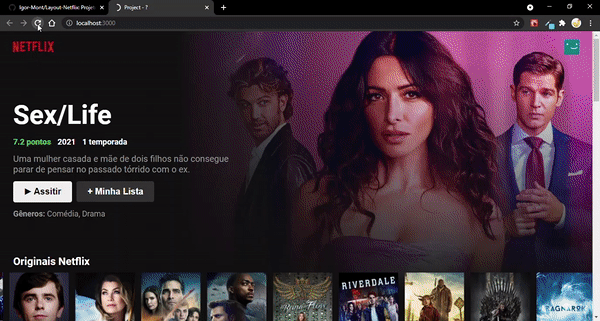 Igor-Mont/Layout-Netflix: Projet
Project - 7
localhost:3000
NETFLIX
Sex/Life
7.2 pontos 2021 1 temporada
Uma mulher casada e mãe de dois filhos não consegue
parar de pensar no passado tórrido com o ex.
► Assitir + Minha Lista
Gêneros: Comédia, Drama
Originais Netflix
RIVERDALE
RAGNAROK